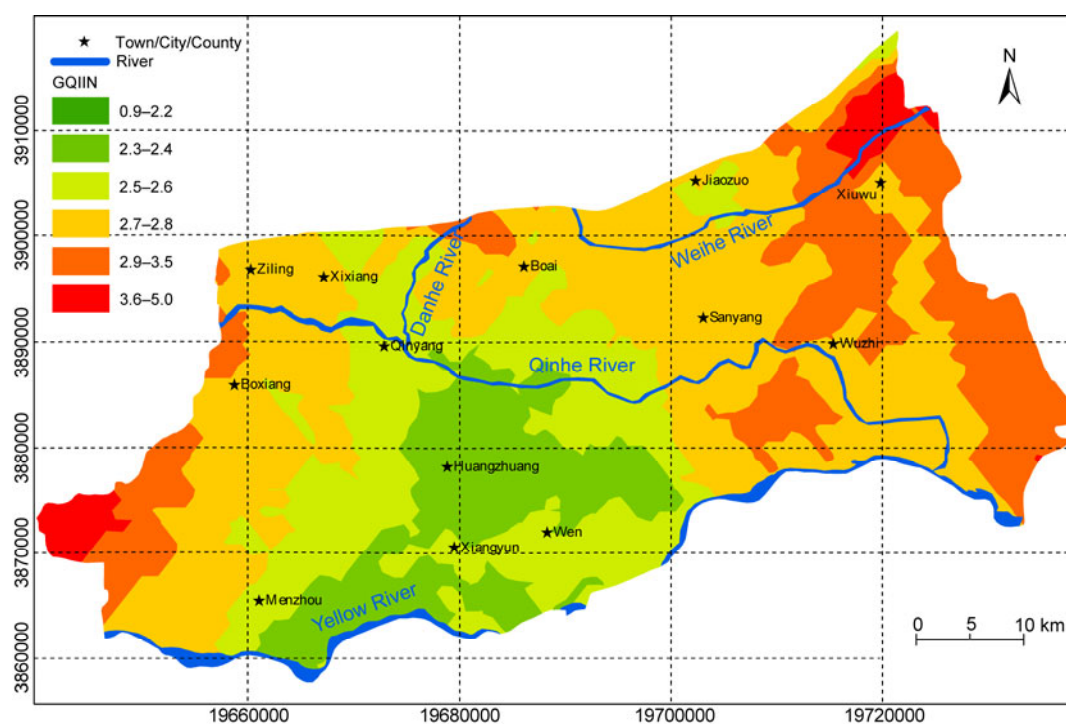 Town/City/County
River
GQIIN
0.9–2.2
2.3–2.4
2.5–2.6
2.7–2.8
2.9–3.5
3.6–5.0
N
3910000
3900000
3890000
3880000
3870000
3860000
Jiaozuo
Xiuwu
Weihe River
Ziling
Xixiang
Danhe River
Boai
Sanyang
Qinyang
Wuzhi
Qinhe River
Boxiang
Huangzhuang
Wen
Xiangyun
Menzhou
Yellow River
0 5 10 km
19660000 19680000 19700000 19720000